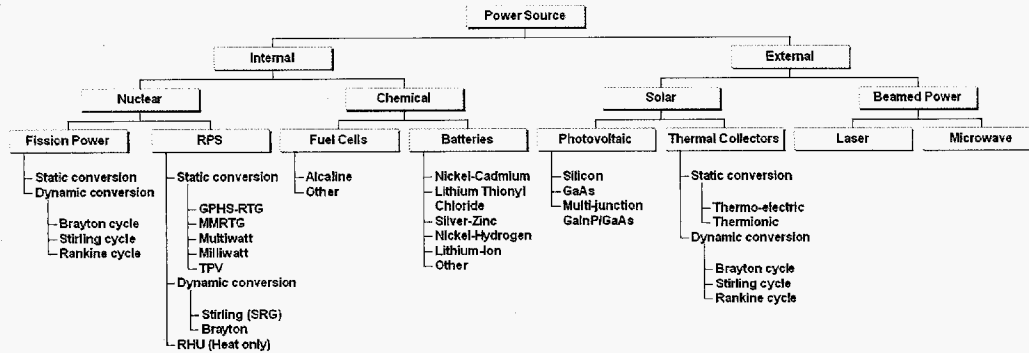 Power Source
Internal
External
Nuclear
Chemical
Solar
Beamed Power
Fission Power
RPS
Fuel Cells
Batteries
Photovoltaic
Thermal Collectors
Laser
Microwave
Static conversion
Dynamic conversion
Brayton cycle
Stirling cycle
Rankine cycle
Static conversion
GPHS-RTG
MMRTG
Multiwatt
Milliwatt
TPV
Dynamic conversion
Stirling (SRG)
Brayton
RHU (Heat only)
Alcaline
Other
Nickel-Cadmium
Lithium Thionyl
Chloride
Silver-Zinc
Nickel-Hydrogen
Lithium-Ion
Other
Silicon
GaAs
Multi-junction
GaInP/GaAs
Static conversion
Thermo-electric
Thermionic
Dynamic conversion
Brayton cycle
Stirling cycle
Rankine cycle